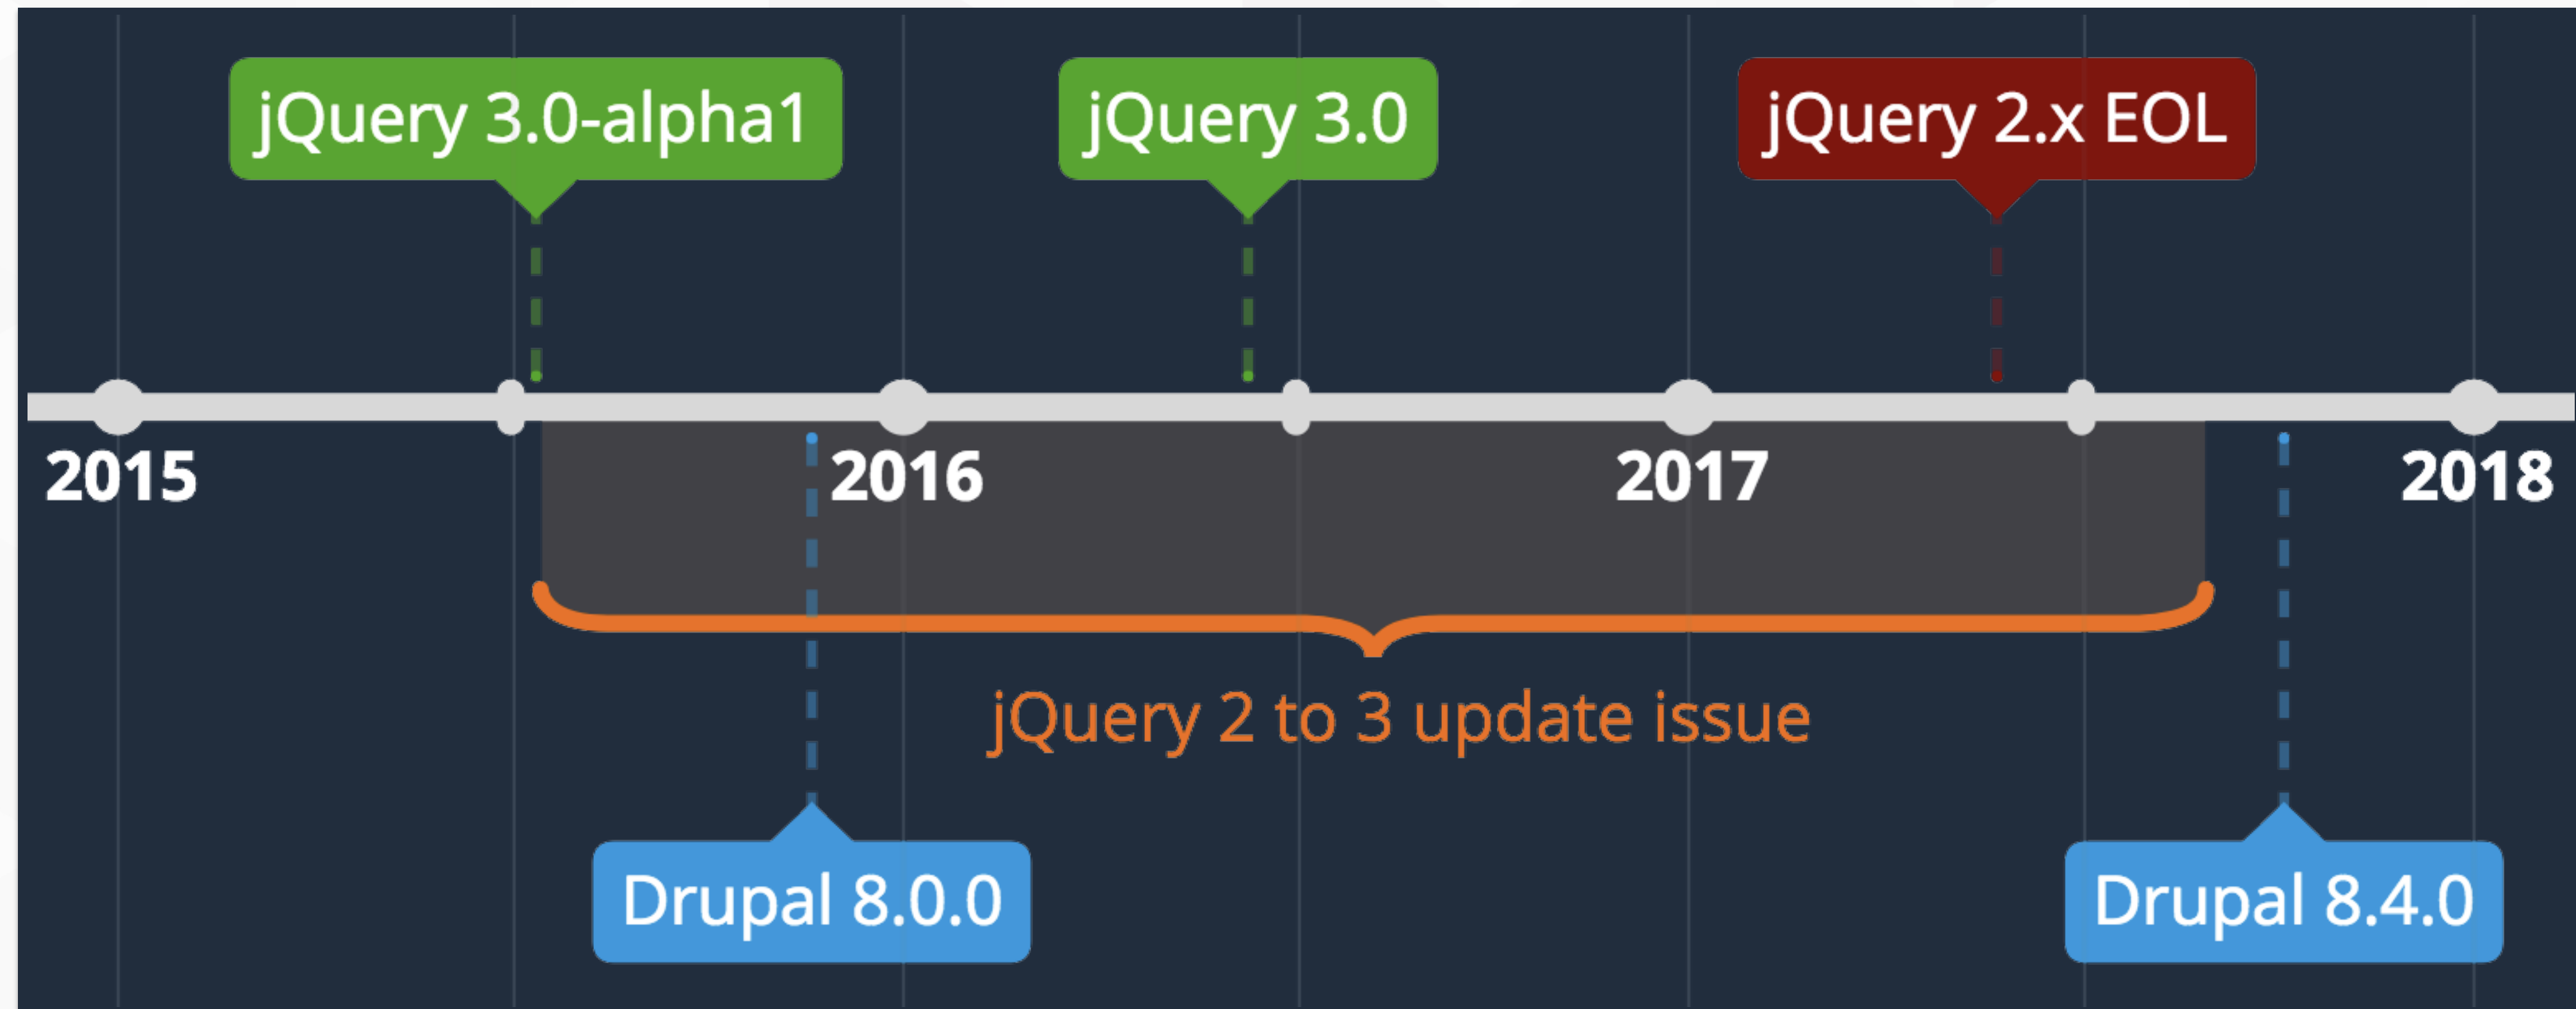 jQuery 3.0-alpha1
jQuery 3.0
jQuery 2.x EOL
2015
2016
2017
2018
jQuery 2 to 3 update issue
Drupal 8.0.0
Drupal 8.4.0